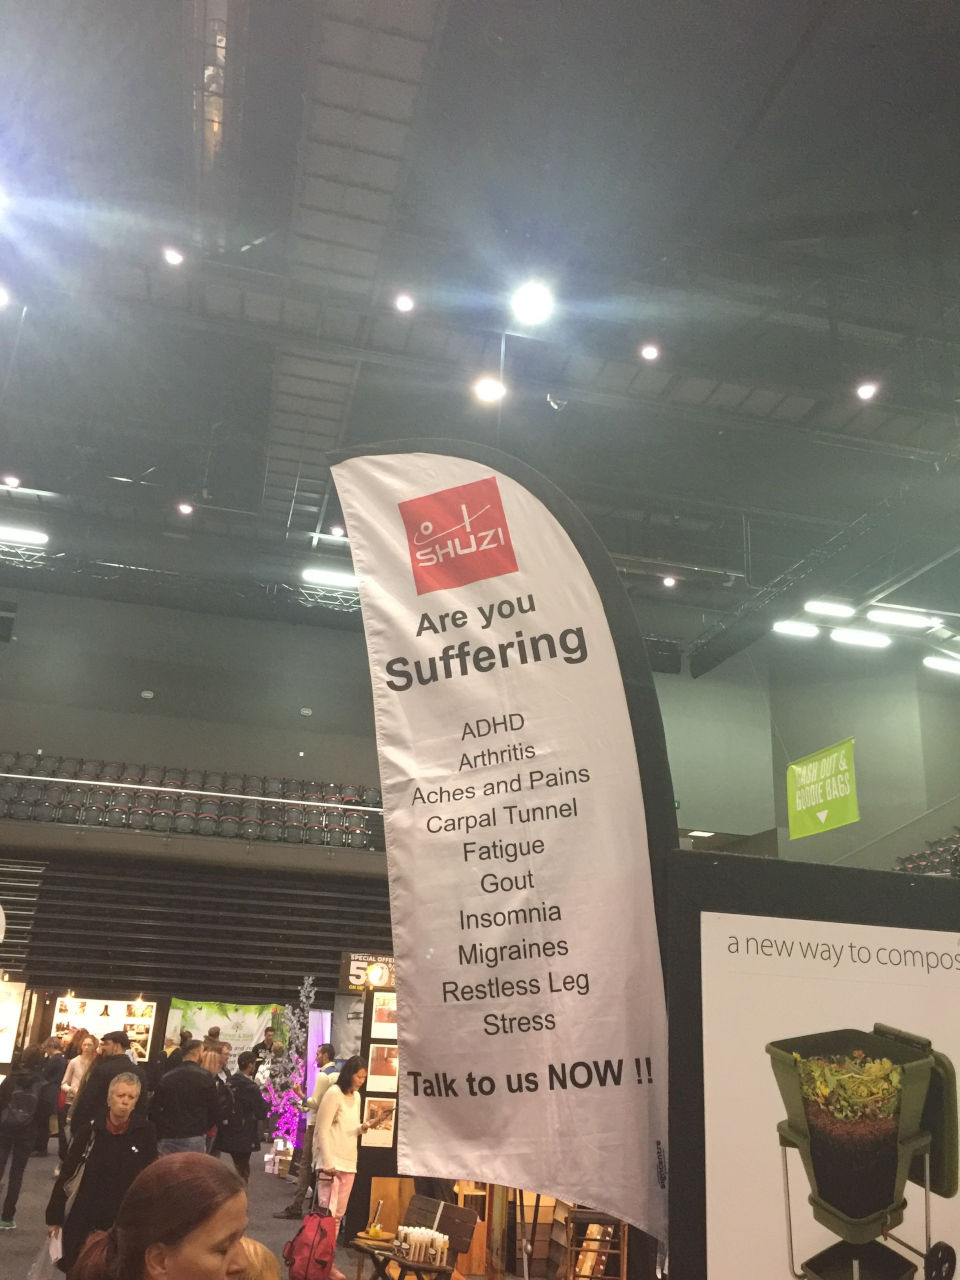 SHUZI
Are you
Suffering
ADHD
Arthritis
Aches and Pains
Carpal Tunnel
Fatigue
Gout
Insomnia
Migraines
Restless Leg
Stress
Talk to us NOW !!
CASH OUT &
GOODIE BAGS
a new way to compos
SPECIAL OFFER
50